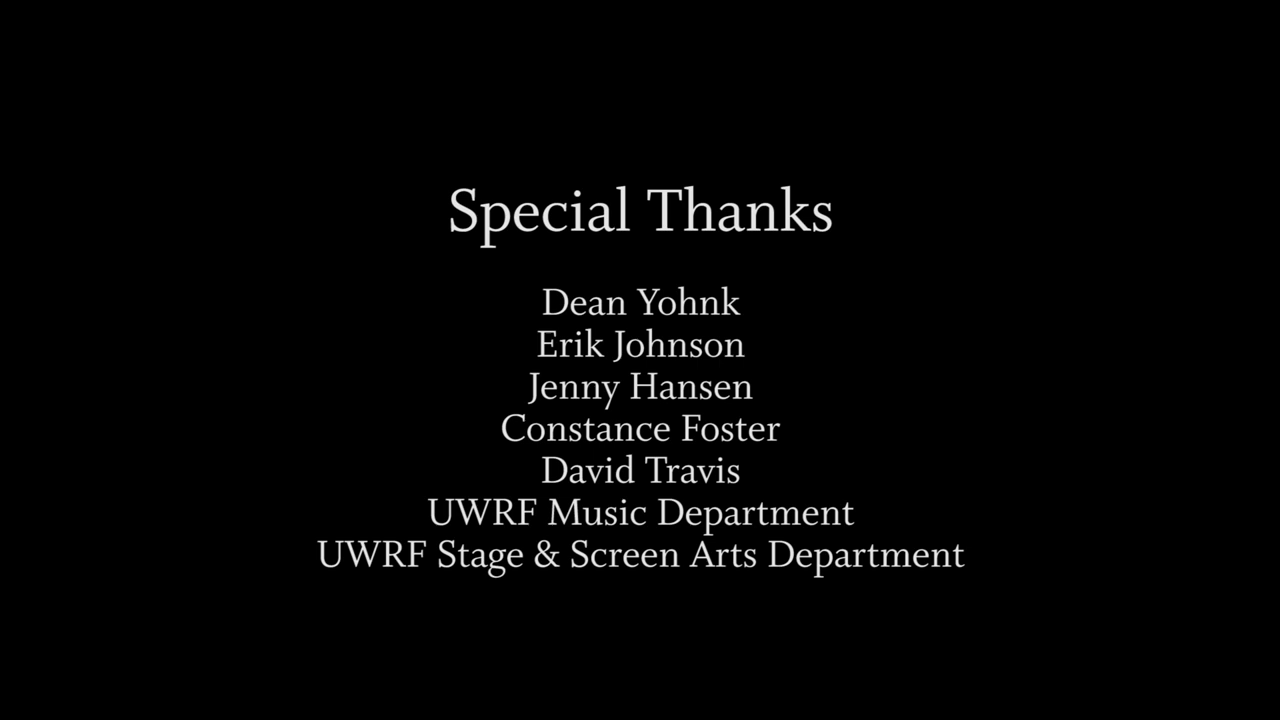 Special Thanks
Dean Yohnk
Erik Johnson
Jenny Hansen
Constance Foster
David Travis
UWRF Music Department
UWRF Stage & Screen Arts Department